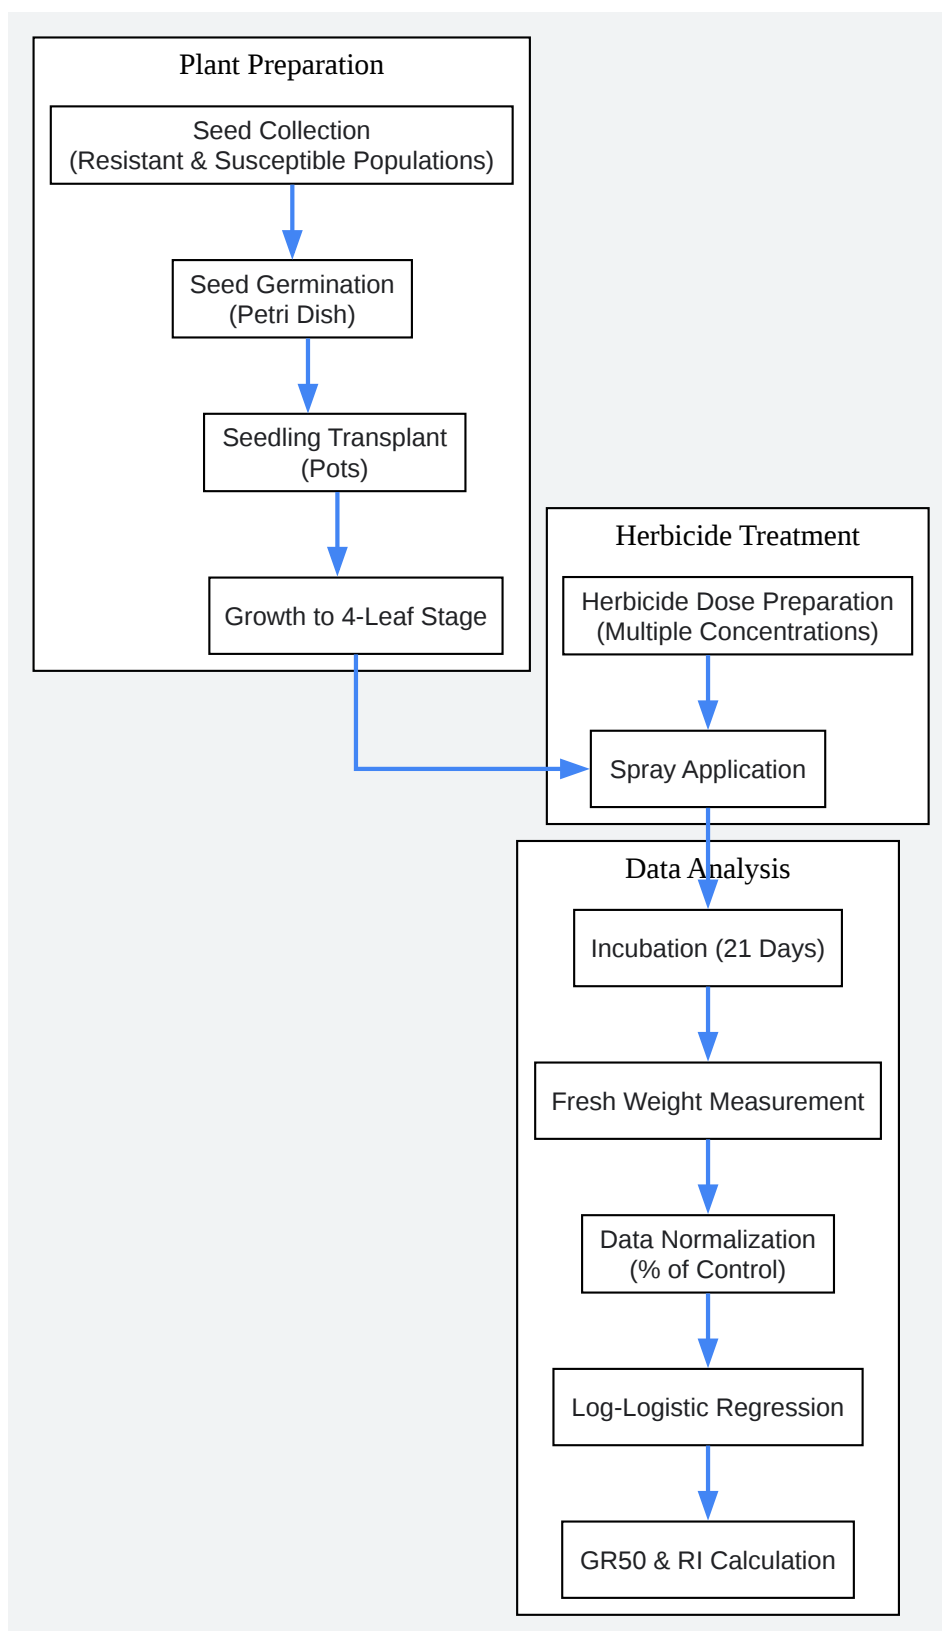 Plant Preparation
Seed Collection
(Resistant & Susceptible Populations)
Seed Germination
(Petri Dish)
Seedling Transplant
(Pots)
Growth to 4-Leaf Stage
Herbicide Treatment
Herbicide Dose Preparation
(Multiple Concentrations)
Spray Application
Data Analysis
Incubation (21 Days)
Fresh Weight Measurement
Data Normalization
(% of Control)
Log-Logistic Regression
GR50 & RI Calculation